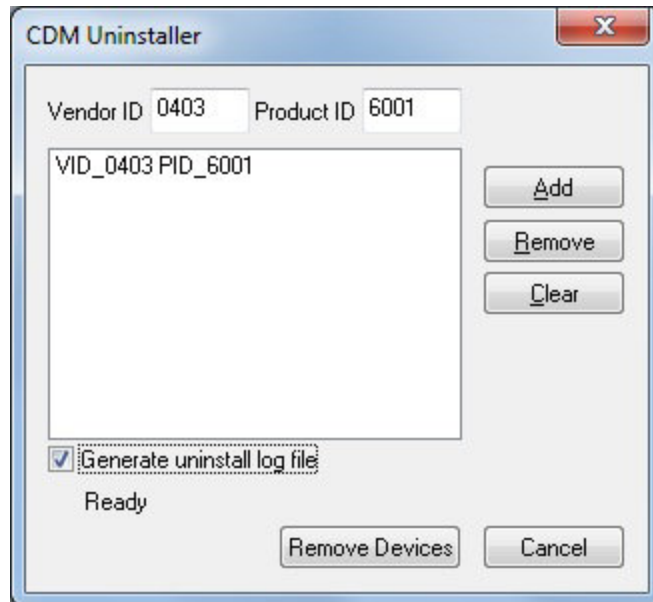 CDM Uninstaller
Vendor ID 0403 Product ID 6001
VID_0403 PID_6001
Add
Remove
Clear
Generate uninstall log file
Ready
Remove Devices Cancel